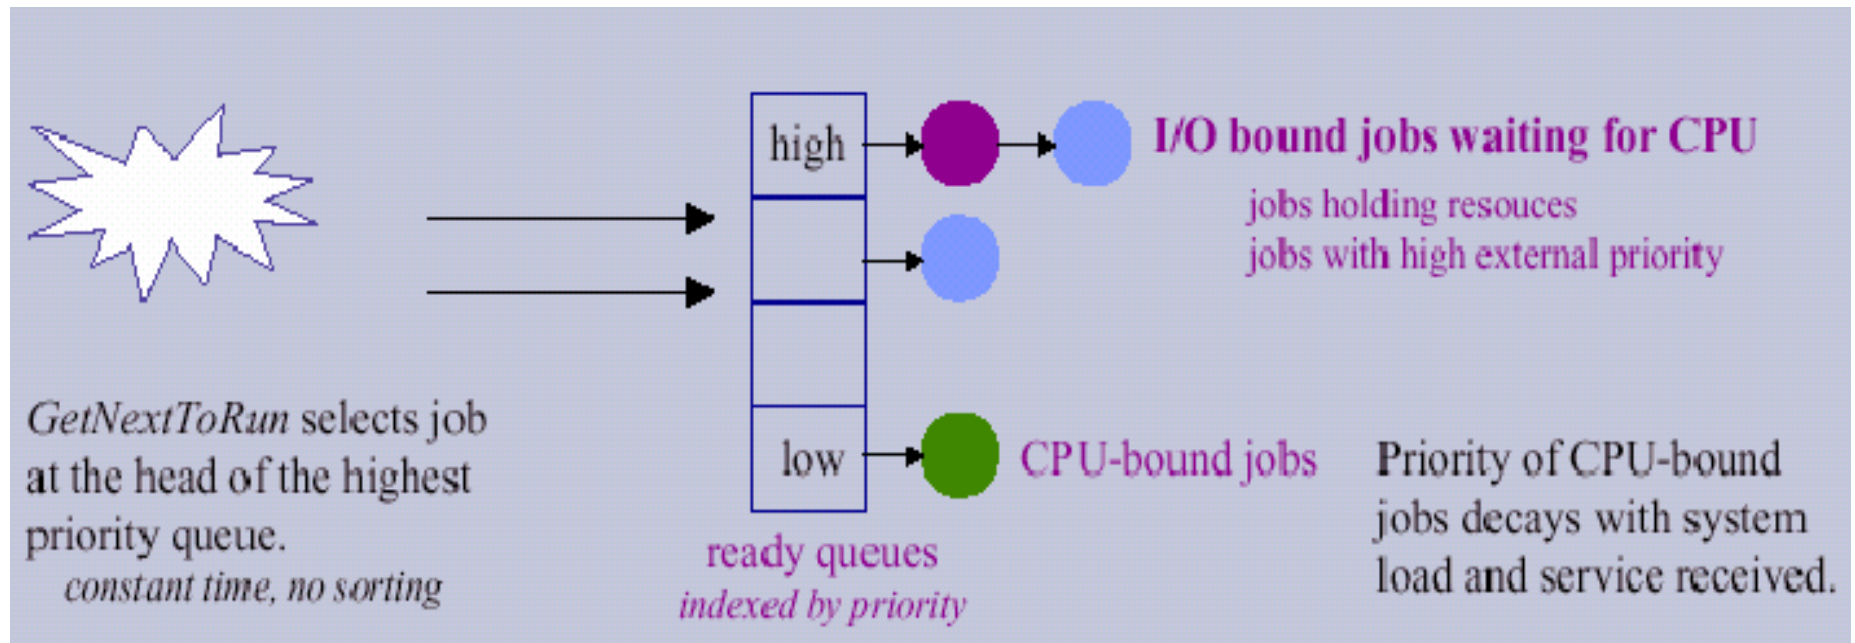 high
I/O bound jobs waiting for CPU
jobs holding resouces
jobs with high external priority
GetNextToRun selects job
at the head of the highest
priority queue.
constant time, no sorting
low
CPU-bound jobs
Priority of CPU-bound
jobs decays with system
load and service received.
ready queues
indexed by priority